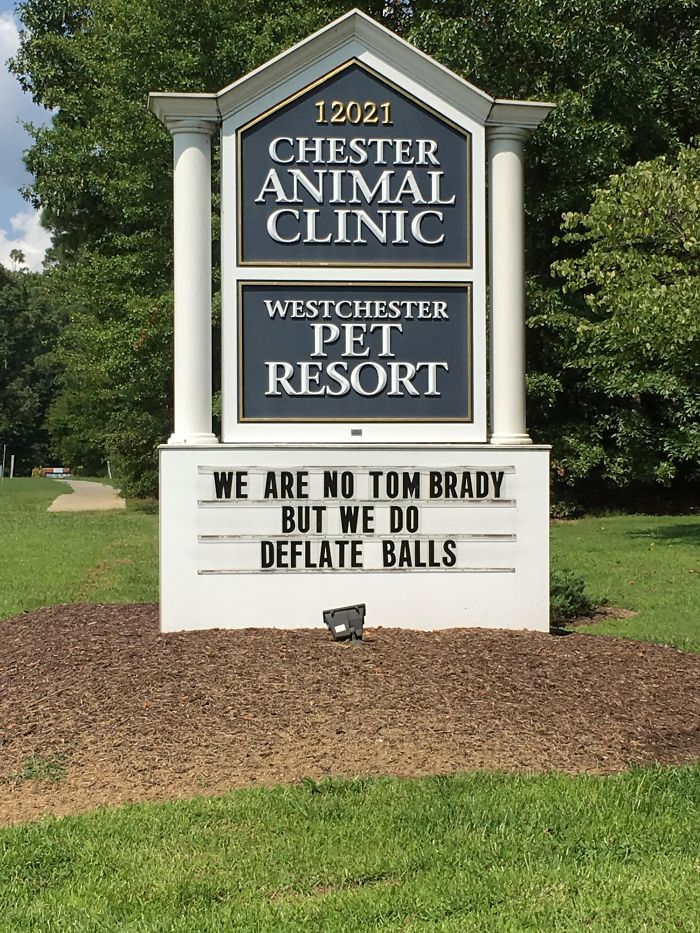 12021
CHESTER
ANIMAL
CLINIC
WESTCHESTER
PET
RESORT
WE ARE NO TOM BRADY
BUT WE DO
DEFLATE BALLS